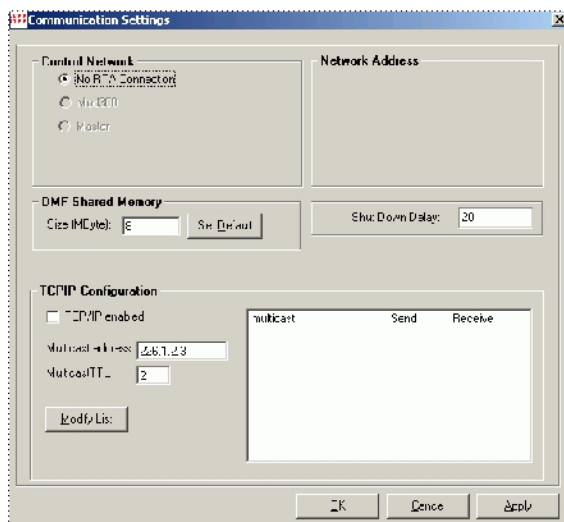 Communication Settings
Control Network
No RTA Connection
Master
Network Address
DMF Shared Memory
Size (MByte): 8
Set Default
Shut Down Delay: 20
TCPIP Configuration
TCP/IP enabled
Multicast address 226.1.2.3
Multicast TTL 2
Modify List
multicast Send Receive
OK Cancel Apply